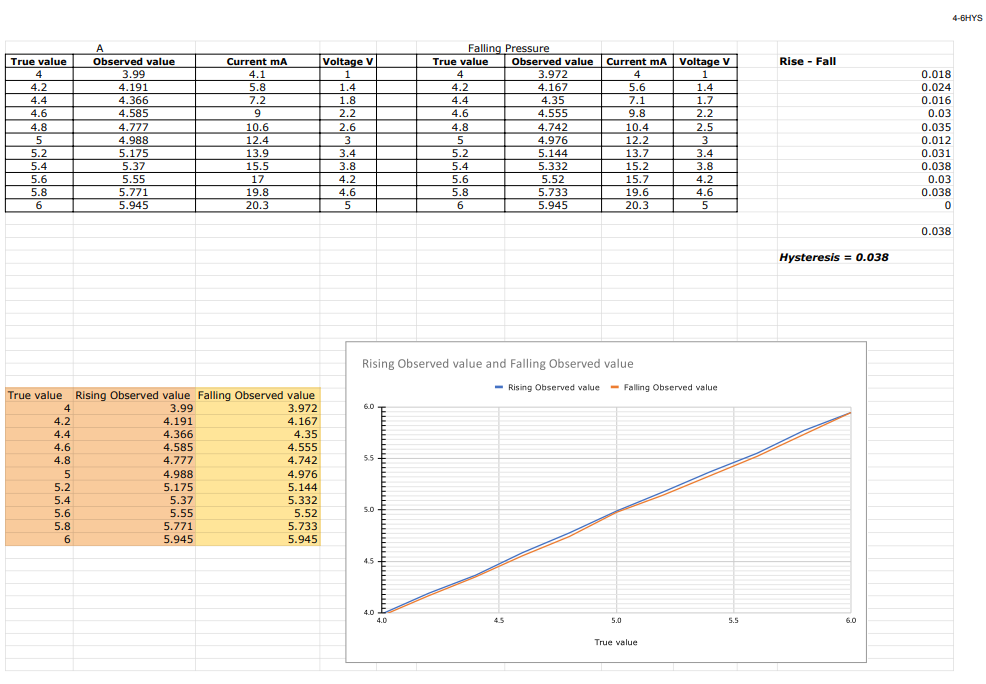 4-6HYS
A Falling Pressure
True value Observed value Current mA Voltage V True value Observed value Current mA Voltage V Rise - Fall
4 3.99 4.1 1 4 3.972 4 1 0.018
4.2 4.191 5.8 1.4 4.2 4.167 5.6 1.4 0.024
4.4 4.366 7.2 1.8 4.4 4.35 7.1 1.7 0.016
4.6 4.585 9 2.2 4.6 4.555 9.8 2.2 0.03
4.8 4.777 10.6 2.6 4.8 4.742 10.4 2.5 0.035
5 4.988 12.4 3 5 4.976 12.2 3 0.012
5.2 5.175 13.9 3.4 5.2 5.144 13.7 3.4 0.031
5.4 5.37 15.5 3.8 5.4 5.332 15.2 3.8 0.038
5.6 5.55 17 4.2 5.6 5.52 15.7 4.2 0.03
5.8 5.771 19.8 4.6 5.8 5.733 19.6 4.6 0.038
6 5.945 20.3 5 6 5.945 20.3 5 0
0.038
Hysteresis = 0.038
True value Rising Observed value Falling Observed value
4 3.99 3.972
4.2 4.191 4.167
4.4 4.366 4.35
4.6 4.585 4.555
4.8 4.777 4.742
5 4.988 4.976
5.2 5.175 5.144
5.4 5.37 5.332
5.6 5.55 5.52
5.8 5.771 5.733
6 5.945 5.945
Rising Observed value and Falling Observed value
Rising Observed value Falling Observed value
6.0
5.5
5.0
4.5
4.0
4.0 4.5 5.0 5.5 6.0
True value